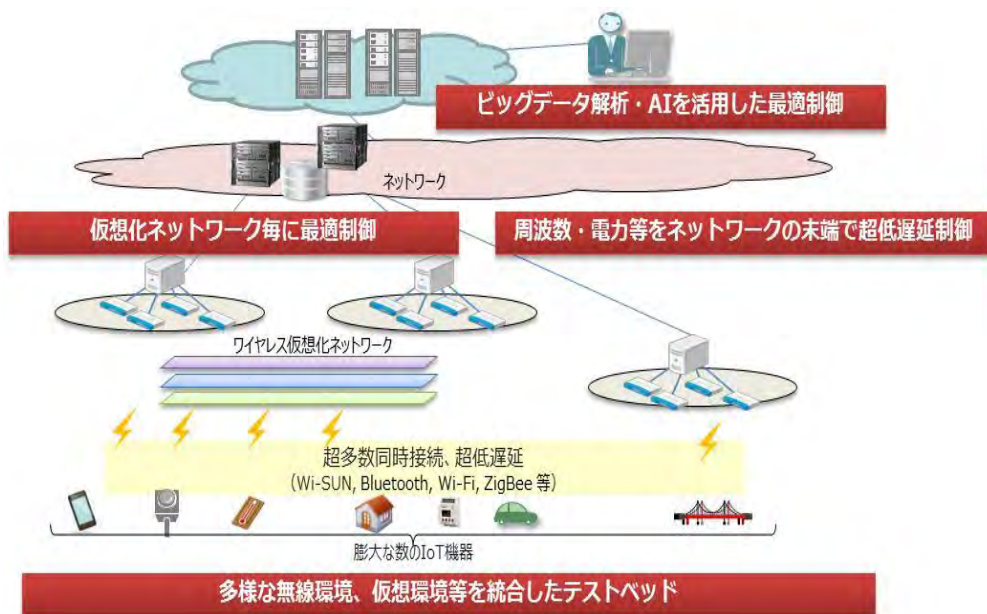 ビッグデータ解析・AIを活用した最適制御
ネットワーク
仮想化ネットワーク毎に最適制御
周波数・電力等をネットワークの末端で超低遅延制御
ワイヤレス仮想化ネットワーク
超多数同時接続、超低遅延
（Wi-SUN, Bluetooth, Wi-Fi, ZigBee 等）
膨大な数のIoT機器
多様な無線環境、仮想環境等を統合したテストベッド